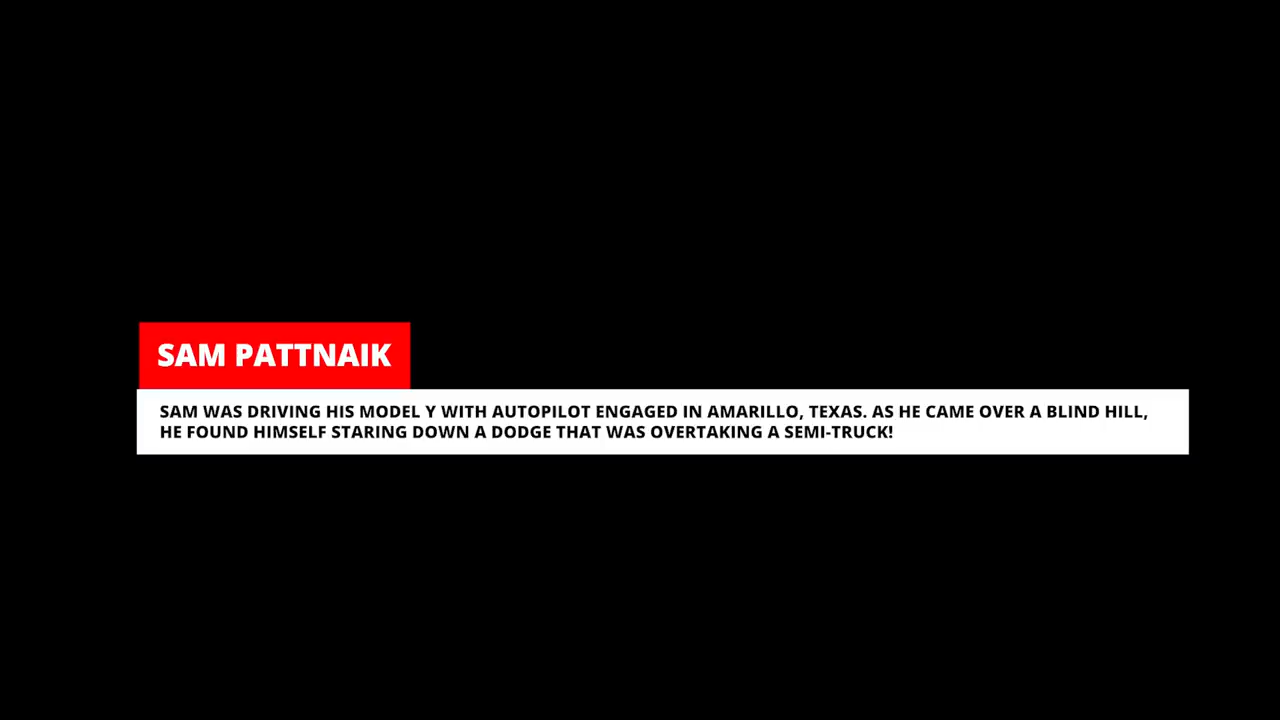 SAM PATTNAIK
SAM WAS DRIVING HIS MODEL Y WITH AUTOPILOT ENGAGED IN AMARILLO, TEXAS. AS HE CAME OVER A BLIND HILL,
HE FOUND HIMSELF STARING DOWN A DODGE THAT WAS OVERTAKING A SEMI-TRUCK!